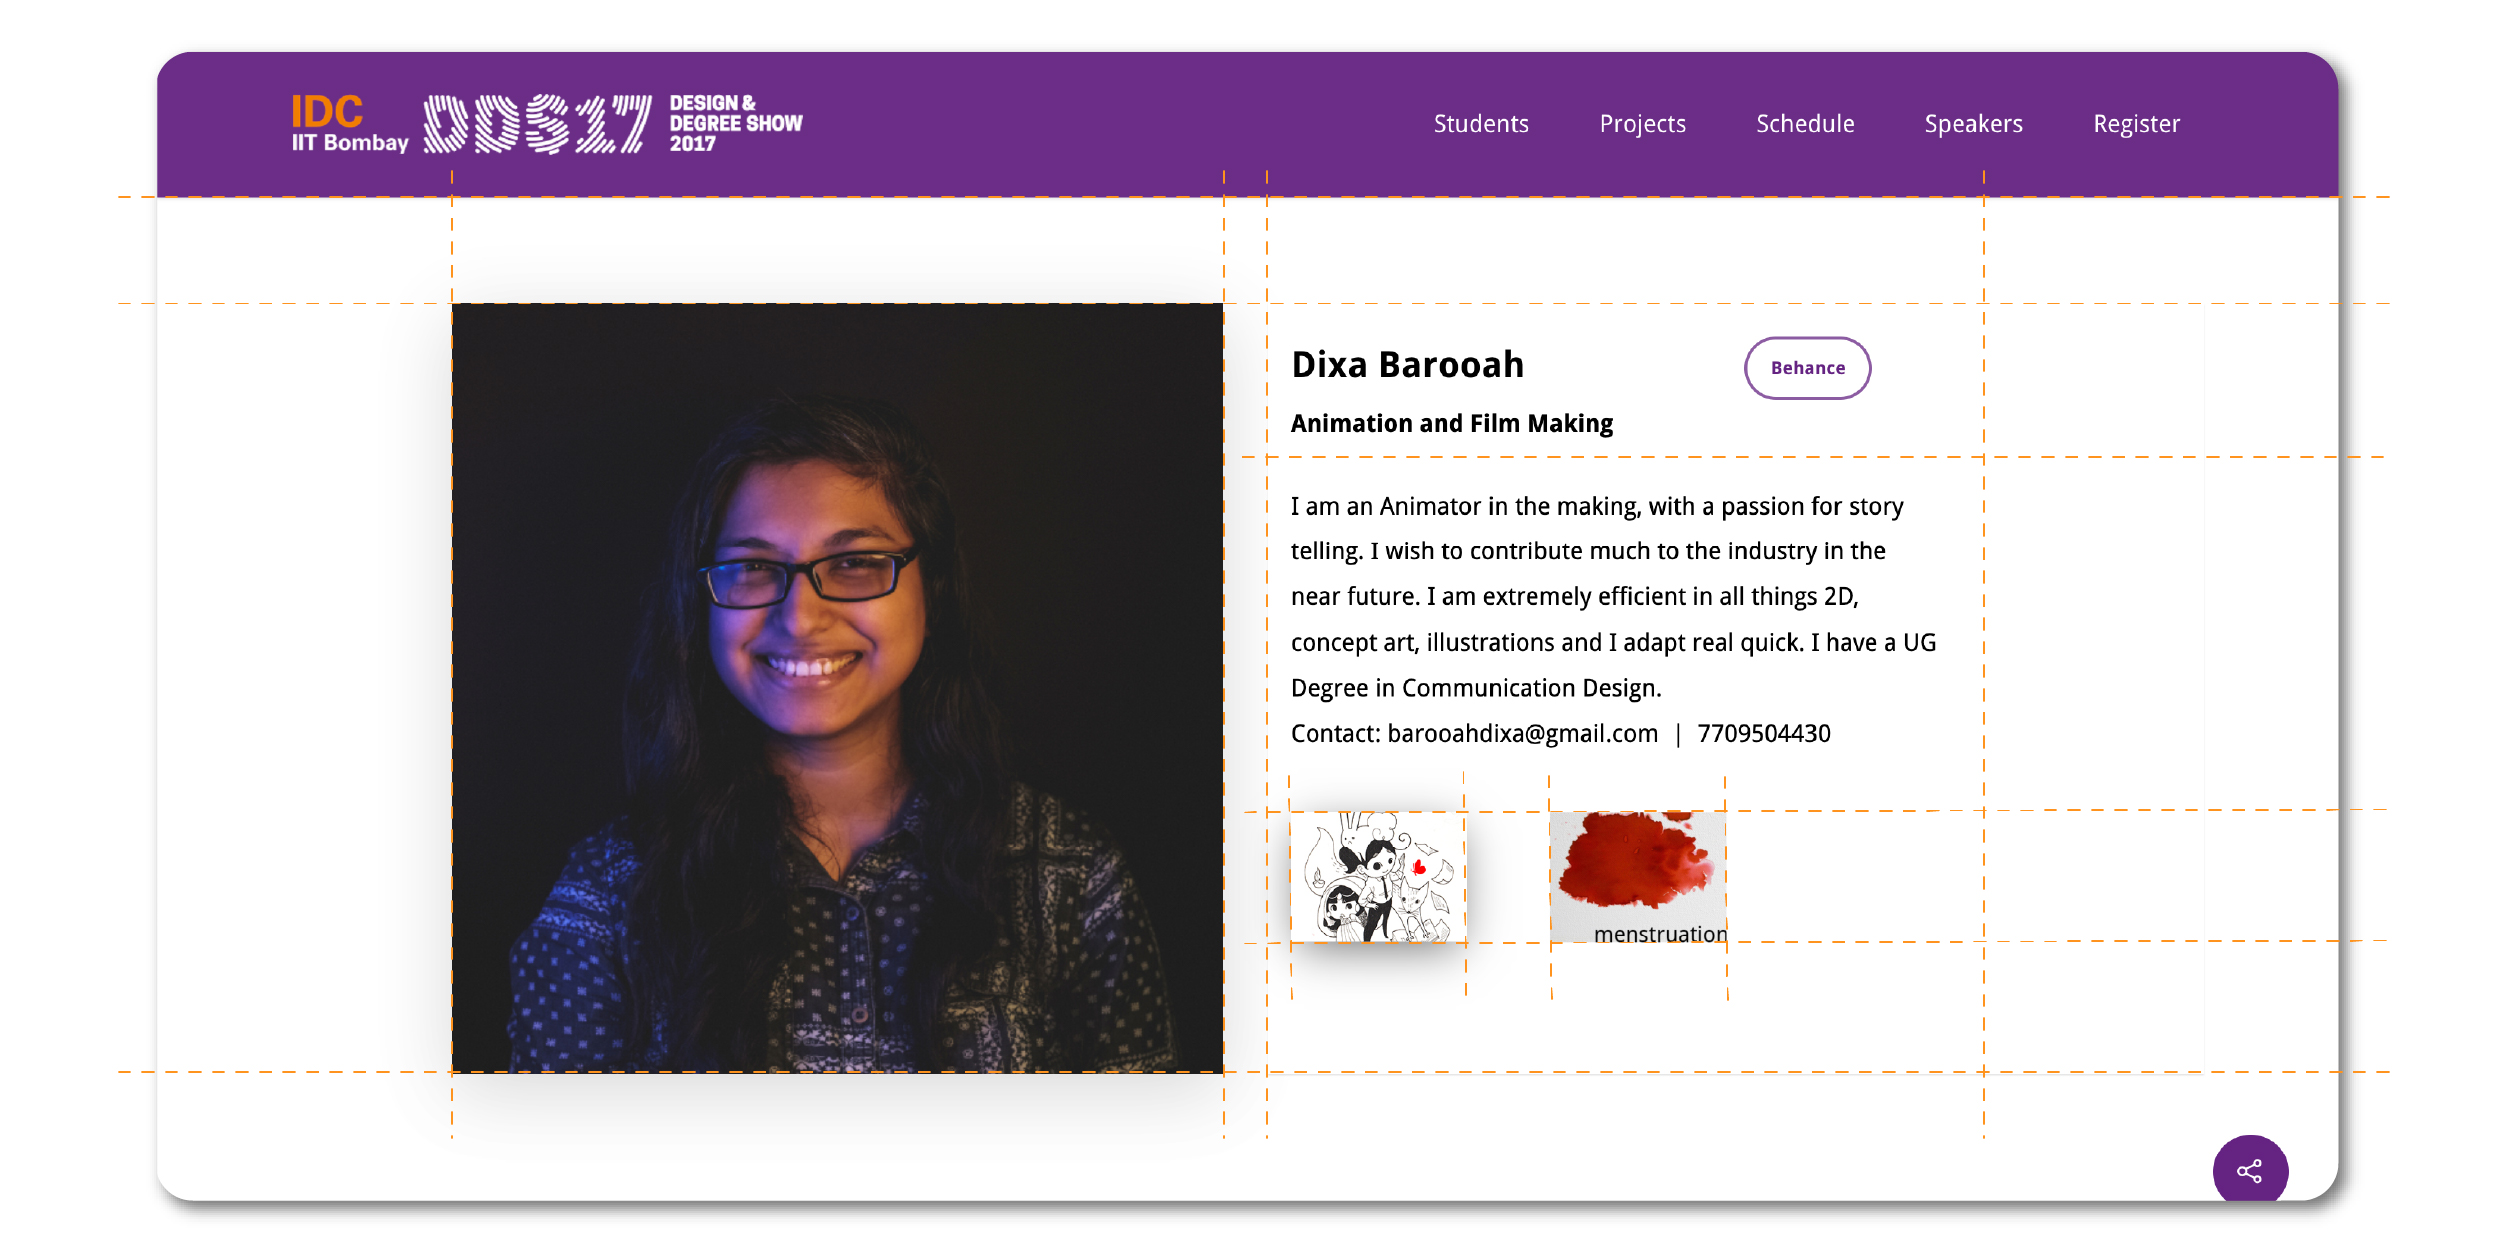 IDC
IIT Bombay
DDS17
DESIGN &
DEGREE SHOW
2017
Students Projects Schedule Speakers Register
Dixa Barooah
Behance
Animation and Film Making
I am an Animator in the making, with a passion for story
telling. I wish to contribute much to the industry in the
near future. I am extremely efficient in all things 2D,
concept art, illustrations and I adapt real quick. I have a UG
Degree in Communication Design.
Contact: barooahdixa@gmail.com | 7709504430
menstruation